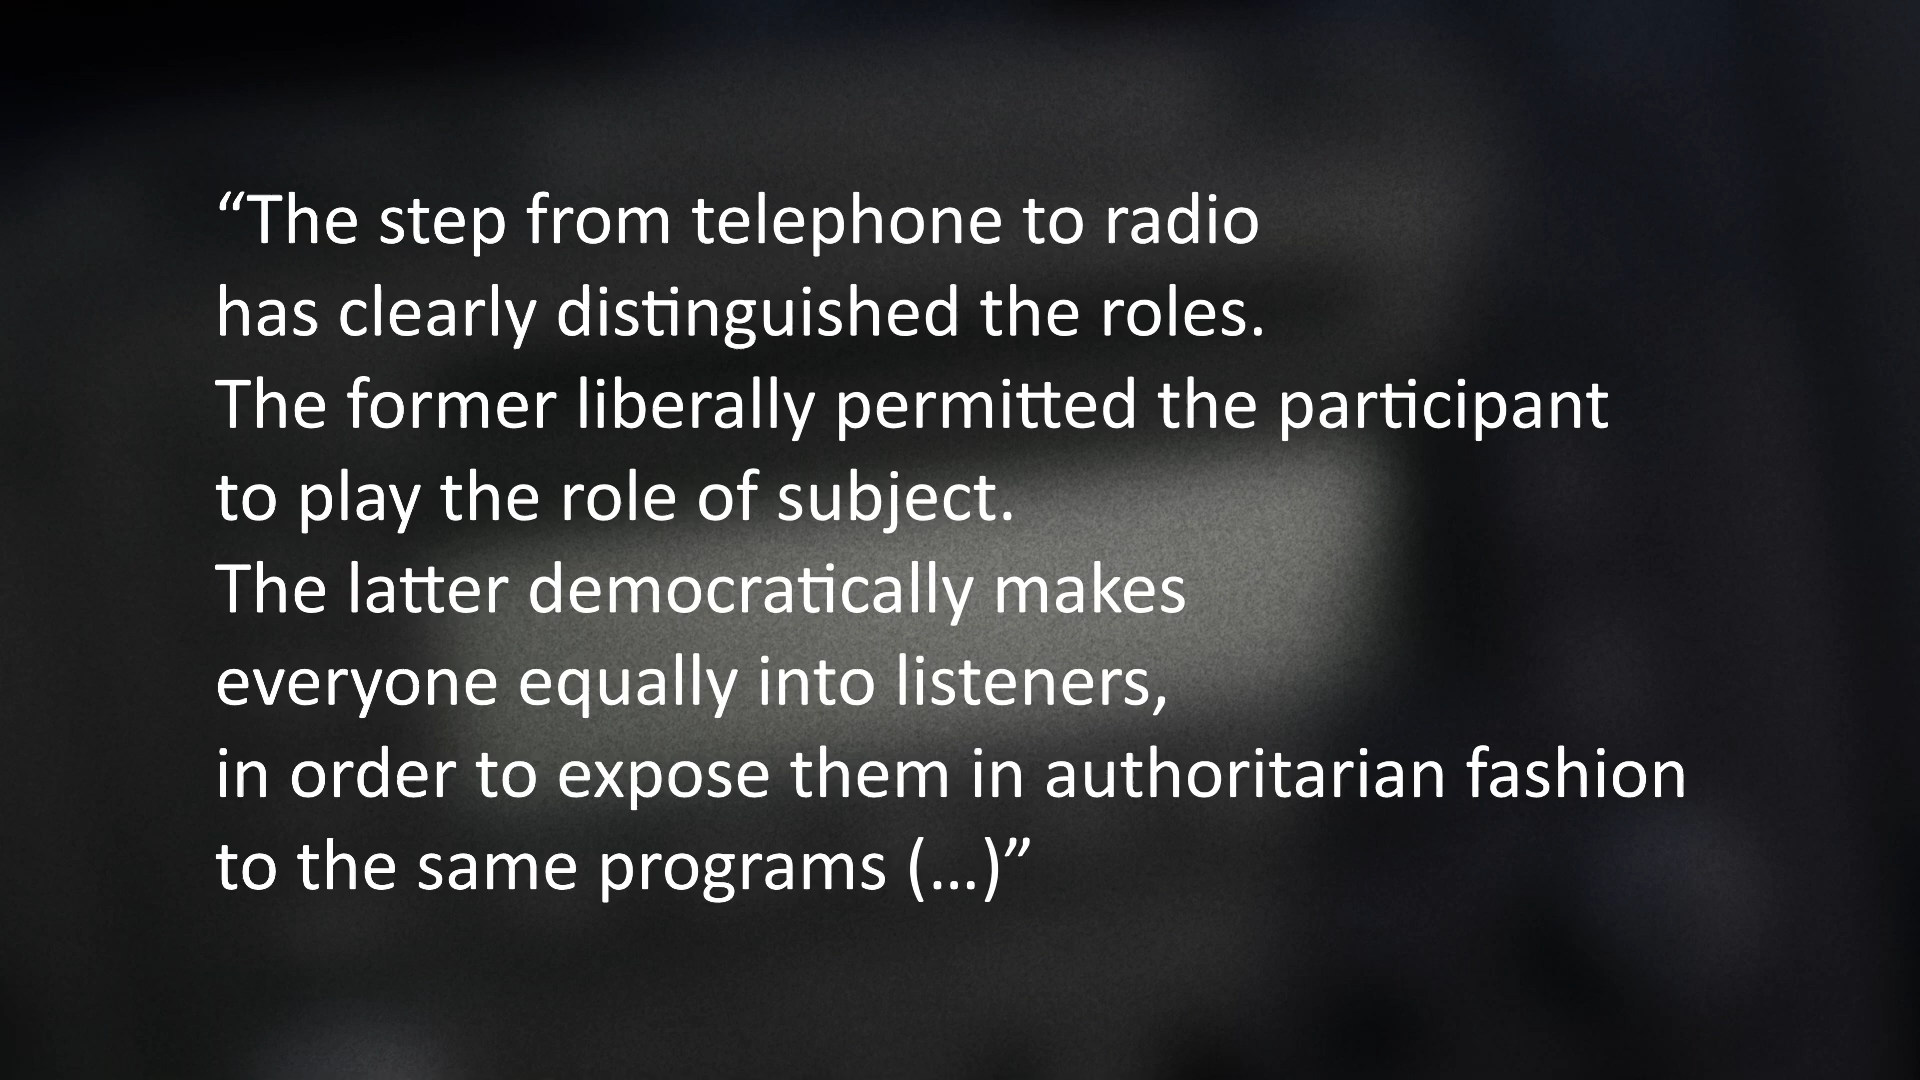 “The step from telephone to radio
has clearly distinguished the roles.
The former liberally permitted the participant
to play the role of subject.
The latter democratically makes
everyone equally into listeners,
in order to expose them in authoritarian fashion
to the same programs (…)”